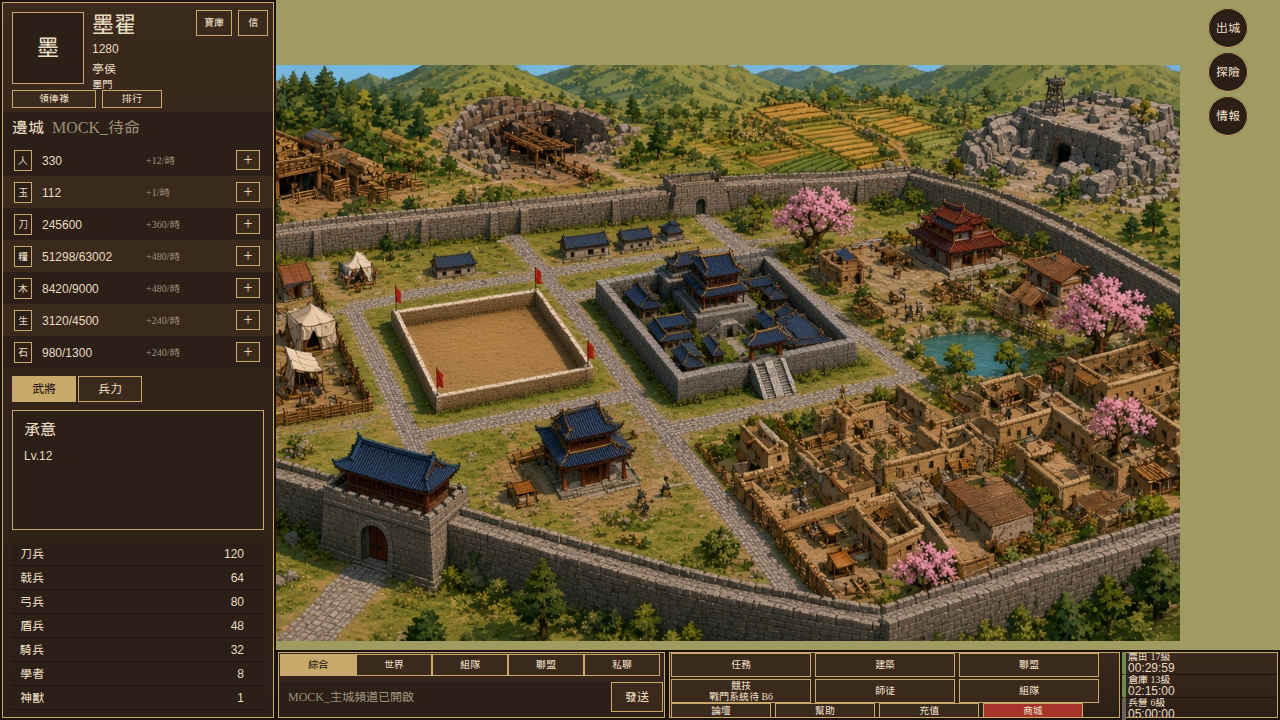 墨
墨翟
寶庫
信
1280
亭侯
墨門
領俸祿
排行
邊城 MOCK_待命
人 330 +12/時 +
玉 112 +1/時 +
刀 245600 +360/時 +
糧 51298/63002 +480/時 +
木 8420/9000 +480/時 +
生 3120/4500 +240/時 +
石 980/1300 +240/時 +
武將 兵力
承意
Lv.12
刀兵 120
戟兵 64
弓兵 80
盾兵 48
騎兵 32
學者 8
神獸 1
出城
探險
情報
綜合 世界 組隊 聯盟 私聊
MOCK_主城頻道已開啟 發送
任務 建築 聯盟
競技
戰鬥系統待 B6
師徒 組隊
論壇 幫助 充值 商城
農田 17級
00:29:59
倉庫 13級
02:15:00
兵營 6級
05:00:00